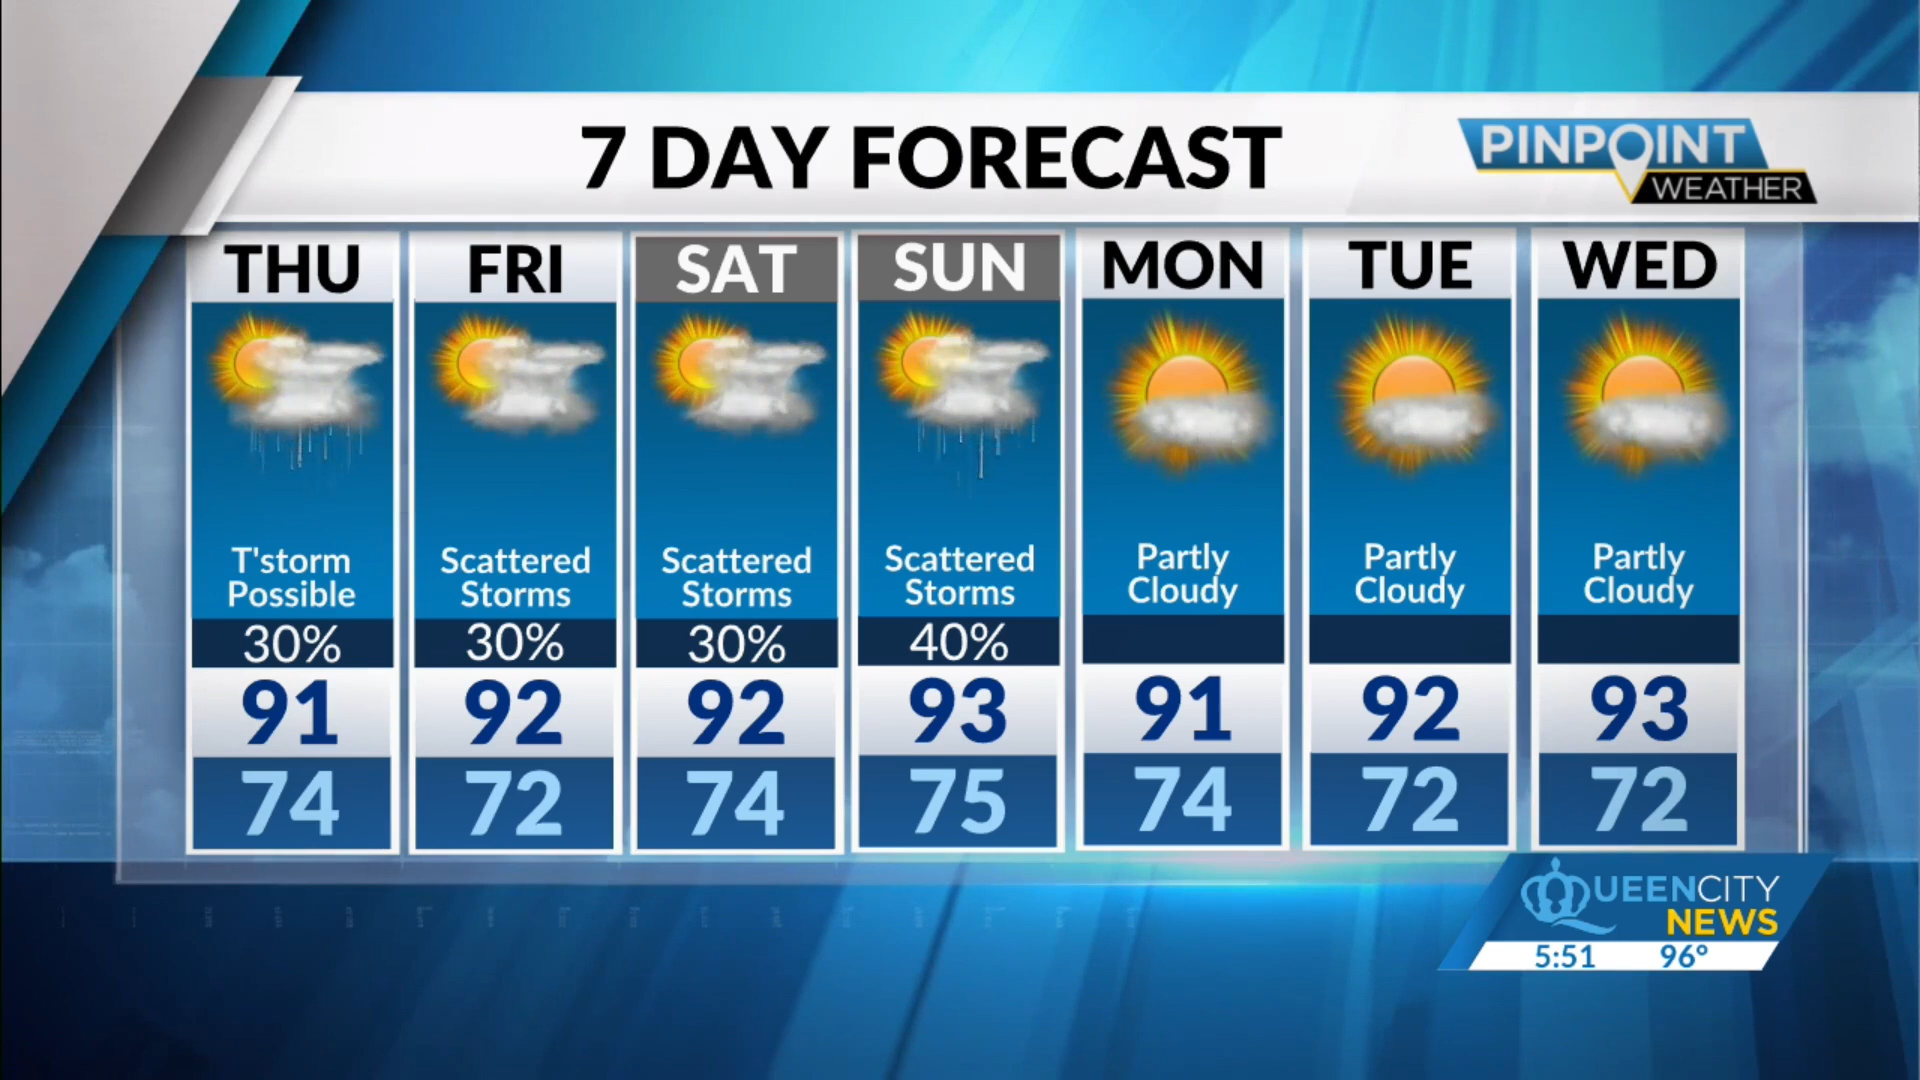 7 DAY FORECAST
PINPOINT
WEATHER
THU FRI SAT SUN MON TUE WED
T'storm
Possible
Scattered
Storms
Scattered
Storms
Scattered
Storms
Partly
Cloudy
Partly
Cloudy
Partly
Cloudy
30% 30% 30% 40%
91 92 92 93 91 92 93
74 72 74 75 74 72 72
QUEENCITY
NEWS
5:51 96°